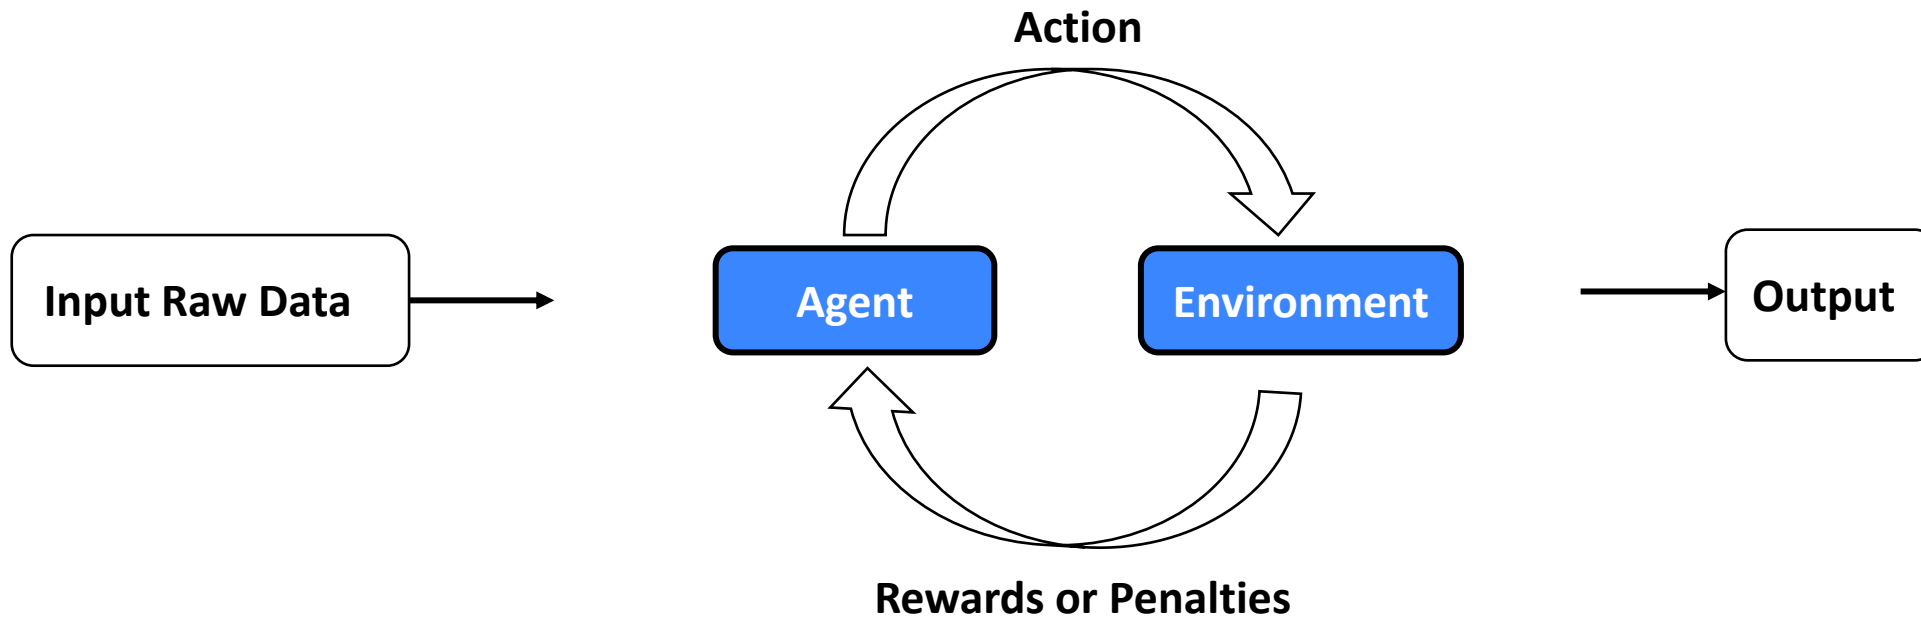 Action
Input Raw Data
Agent
Environment
Output
Rewards or Penalties